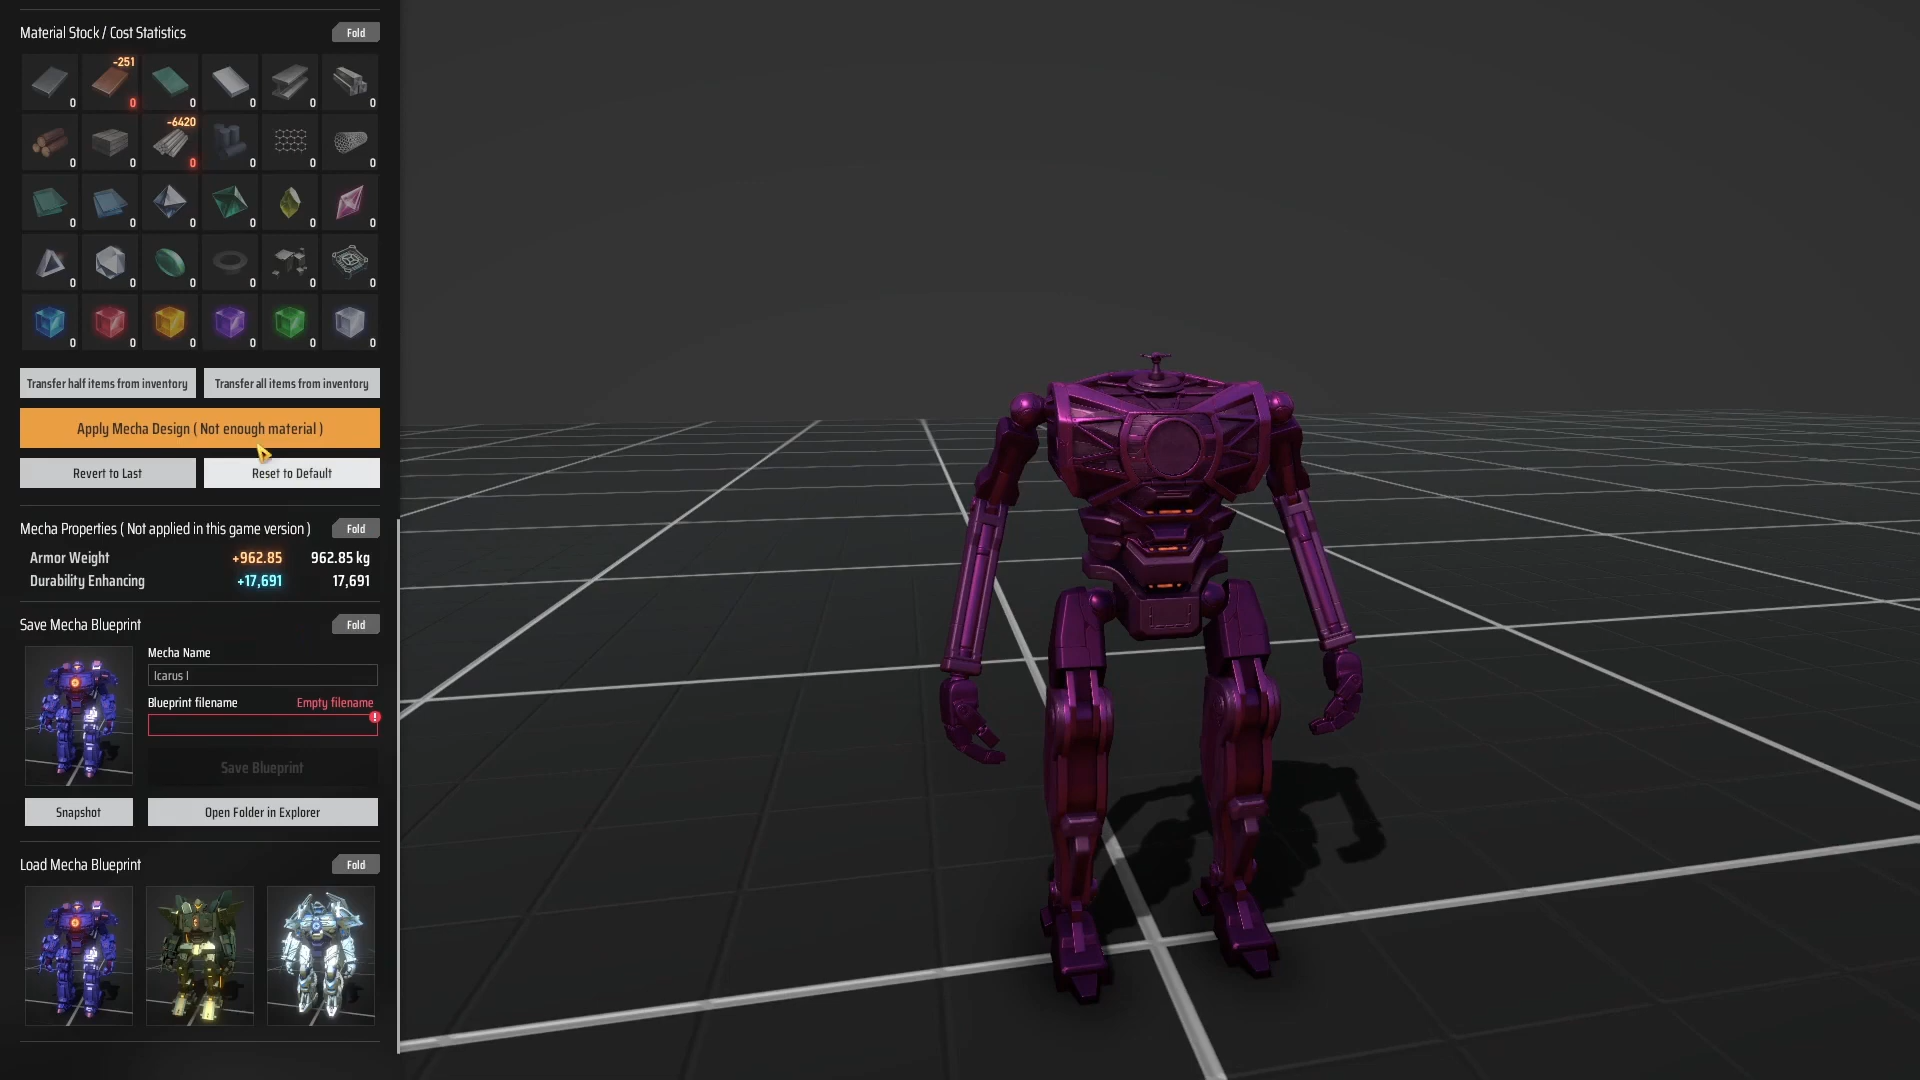 Material Stock / Cost Statistics Fold
-251
0 0 0 0 0 0
-6420
0 0 0 0 0 0
0 0 0 0 0 0
0 0 0 0 0 0
0 0 0 0 0 0
Transfer half items from inventory Transfer all items from inventory
Apply Mecha Design ( Not enough material )
Revert to Last Reset to Default
Mecha Properties ( Not applied in this game version ) Fold
Armor Weight +962.85 962.85 kg
Durability Enhancing +17,691 17,691
Save Mecha Blueprint Fold
Mecha Name
Icarus I
Blueprint filename Empty filename
!
Save Blueprint
Snapshot Open Folder in Explorer
Load Mecha Blueprint Fold